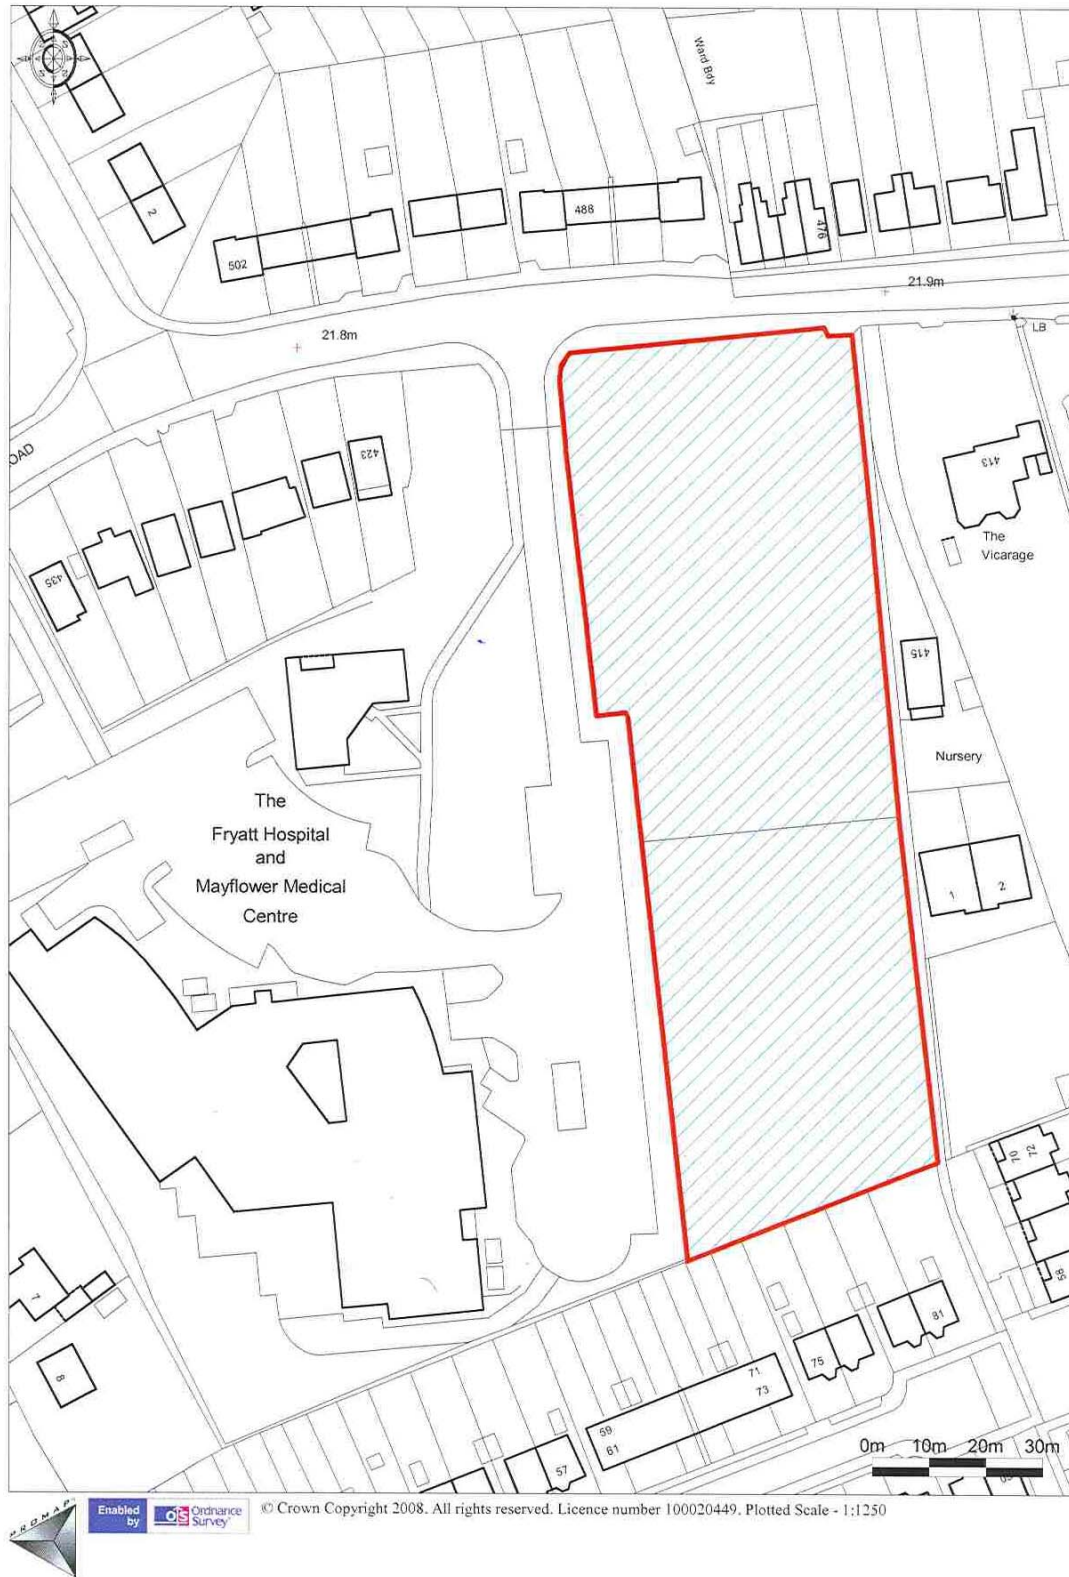 Ward Bdy
2
502
488
476
21.8m
21.9m
LB
OAD
423
413
435
The
Vicarage
415
Nursery
The
Fryatt Hospital
and
Mayflower Medical
Centre
1
2
70
72
58
7
8
81
75
71
73
59
61
57
0m 10m 20m 30m
PROMAP
Enabled
by
OS Ordnance
Survey
© Crown Copyright 2008. All rights reserved. Licence number 100020449. Plotted Scale - 1:1250